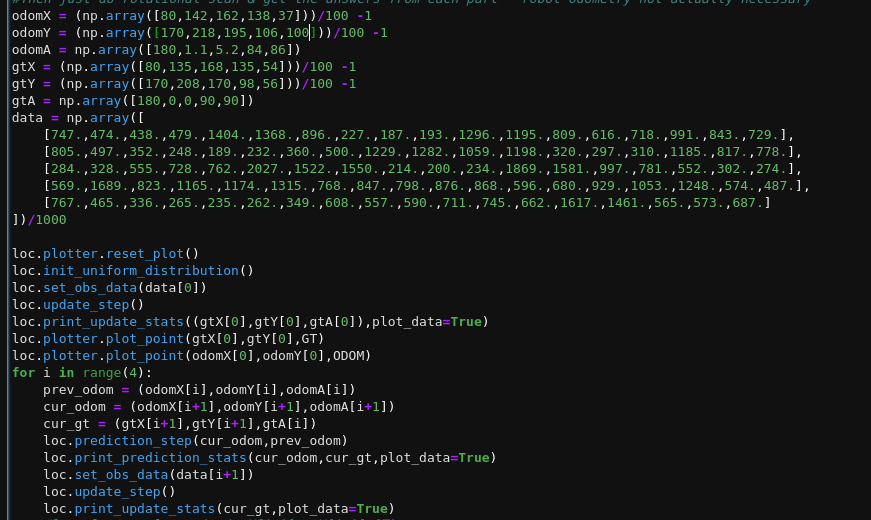 #Then just do rotational scan & get the answers from each part - robot odometry not actually necessary
odomX = (np.array([80,142,162,138,37]))/100 -1
odomY = (np.array([170,218,195,106,100]))/100 -1
odomA = np.array([180,1.1,5.2,84,86])
gtX = (np.array([80,135,168,135,54]))/100 -1
gtY = (np.array([170,208,170,98,56]))/100 -1
gtA = np.array([180,0,0,90,90])
data = np.array([
    [747.,474.,438.,479.,1404.,1368.,896.,227.,187.,193.,1296.,1195.,809.,616.,718.,991.,843.,729.],
    [805.,497.,352.,248.,189.,232.,360.,500.,1229.,1282.,1059.,1198.,320.,297.,310.,1185.,817.,778.],
    [284.,328.,555.,728.,762.,2027.,1522.,1550.,214.,200.,234.,1869.,1581.,997.,781.,552.,302.,274.],
    [569.,1689.,823.,1165.,1174.,1315.,768.,847.,798.,876.,868.,596.,680.,929.,1053.,1248.,574.,487.],
    [767.,465.,336.,265.,235.,262.,349.,608.,557.,590.,711.,745.,662.,1617.,1461.,565.,573.,687.]
])/1000
loc.plotter.reset_plot()
loc.init_uniform_distribution()
loc.set_obs_data(data[0])
loc.update_step()
loc.print_update_stats((gtX[0],gtY[0],gtA[0]),plot_data=True)
loc.plotter.plot_point(gtX[0],gtY[0],GT)
loc.plotter.plot_point(odomX[0],odomY[0],ODOM)
for i in range(4):
    prev_odom = (odomX[i],odomY[i],odomA[i])
    cur_odom = (odomX[i+1],odomY[i+1],odomA[i+1])
    cur_gt = (gtX[i+1],gtY[i+1],gtA[i])
    loc.prediction_step(cur_odom,prev_odom)
    loc.print_prediction_stats(cur_odom,cur_gt,plot_data=True)
    loc.set_obs_data(data[i+1])
    loc.update_step()
    loc.print_update_stats(cur_gt,plot_data=True)